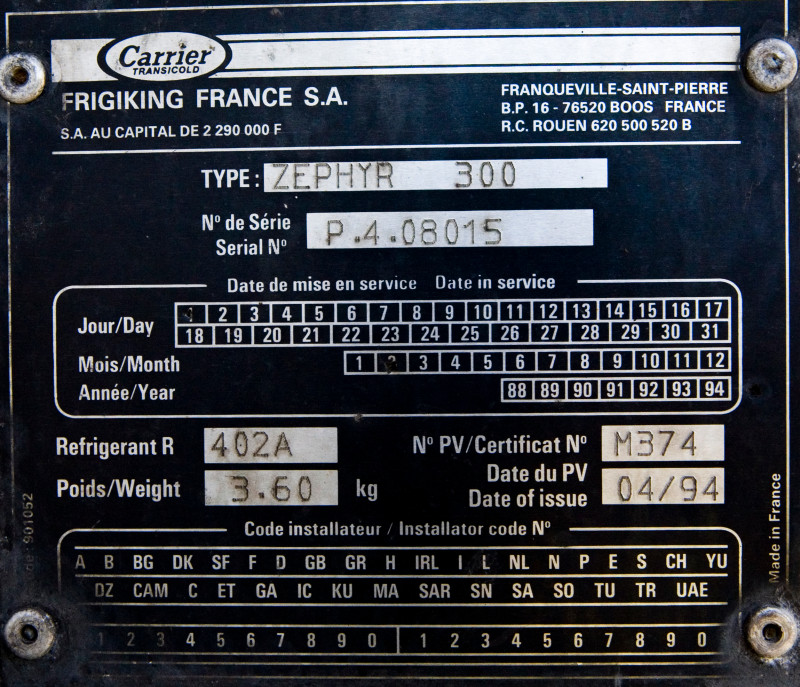 Carrier
TRANSICOLD
FRIGIKING FRANCE S.A.
S.A. AU CAPITAL DE 2 290 000 F
FRANQUEVILLE-SAINT-PIERRE
B.P. 16 - 76520 BOOS FRANCE
R.C. ROUEN 620 500 520 B
TYPE: ZEPHYR 300
Nº de Série
Serial Nº
P.4.08015
Date de mise en service Date in service
Jour/Day
1 2 3 4 5 6 7 8 9 10 11 12 13 14 15 16 17
18 19 20 21 22 23 24 25 26 27 28 29 30 31
Mois/Month 1 2 3 4 5 6 7 8 9 10 11 12
Année/Year 88 89 90 91 92 93 94
Refrigerant R 402A
Nº PV/Certificat Nº M374
Poids/Weight 3.60 kg
Date du PV
Date of issue
04/94
Code installateur / Installator code Nº
A B BG DK SF F D GB GR H IRL I L NL N P E S CH YU
DZ CAM C ET GA IC KU MA SAR SN SA SO TU TR UAE
1 2 3 4 5 6 7 8 9 0 1 2 3 4 5 6 7 8 9 0
901052
Made in France